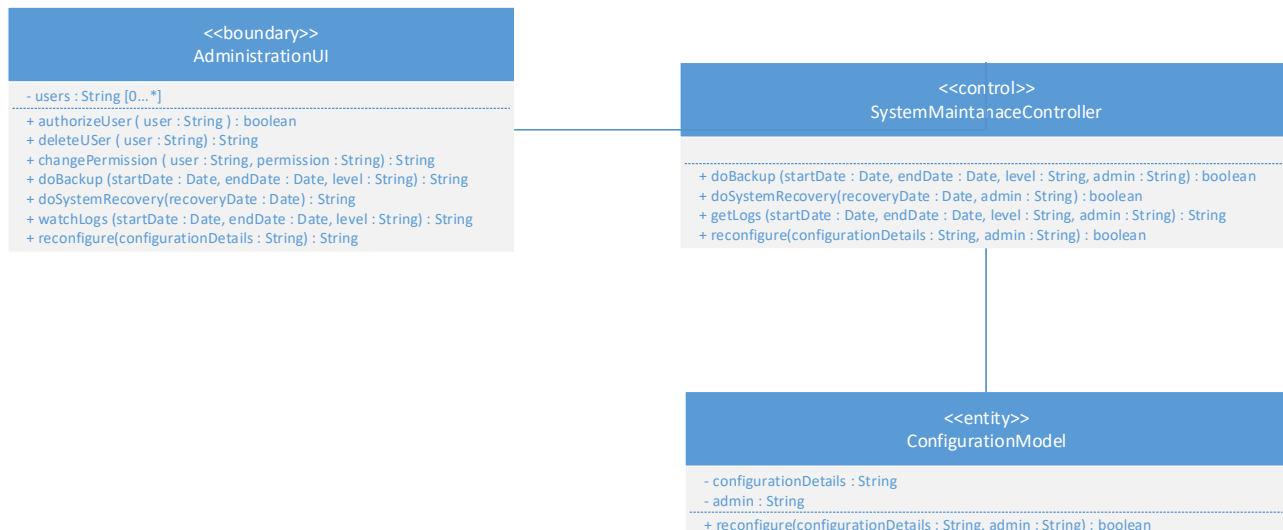 <<boundary>>
AdministrationUI
- users : String [0...*]
+ authorizeUser ( user : String ) : boolean
+ deleteUSer ( user : String) : String
+ changePermission ( user : String, permission : String) : String
+ doBackup (startDate : Date, endDate : Date, level : String) : String
+ doSystemRecovery(recoveryDate : Date) : String
+ watchLogs (startDate : Date, endDate : Date, level : String) : String
+ reconfigure(configurationDetails : String) : String
<<control>>
SystemMaintanaceController
+ doBackup (startDate : Date, endDate : Date, level : String, admin : String) : boolean
+ doSystemRecovery(recoveryDate : Date, admin : String) : boolean
+ getLogs (startDate : Date, endDate : Date, level : String, admin : String) : String
+ reconfigure(configurationDetails : String, admin : String) : boolean
<<entity>>
ConfigurationModel
- configurationDetails : String
- admin : String
+ reconfigure(configurationDetails : String, admin : String) : boolean